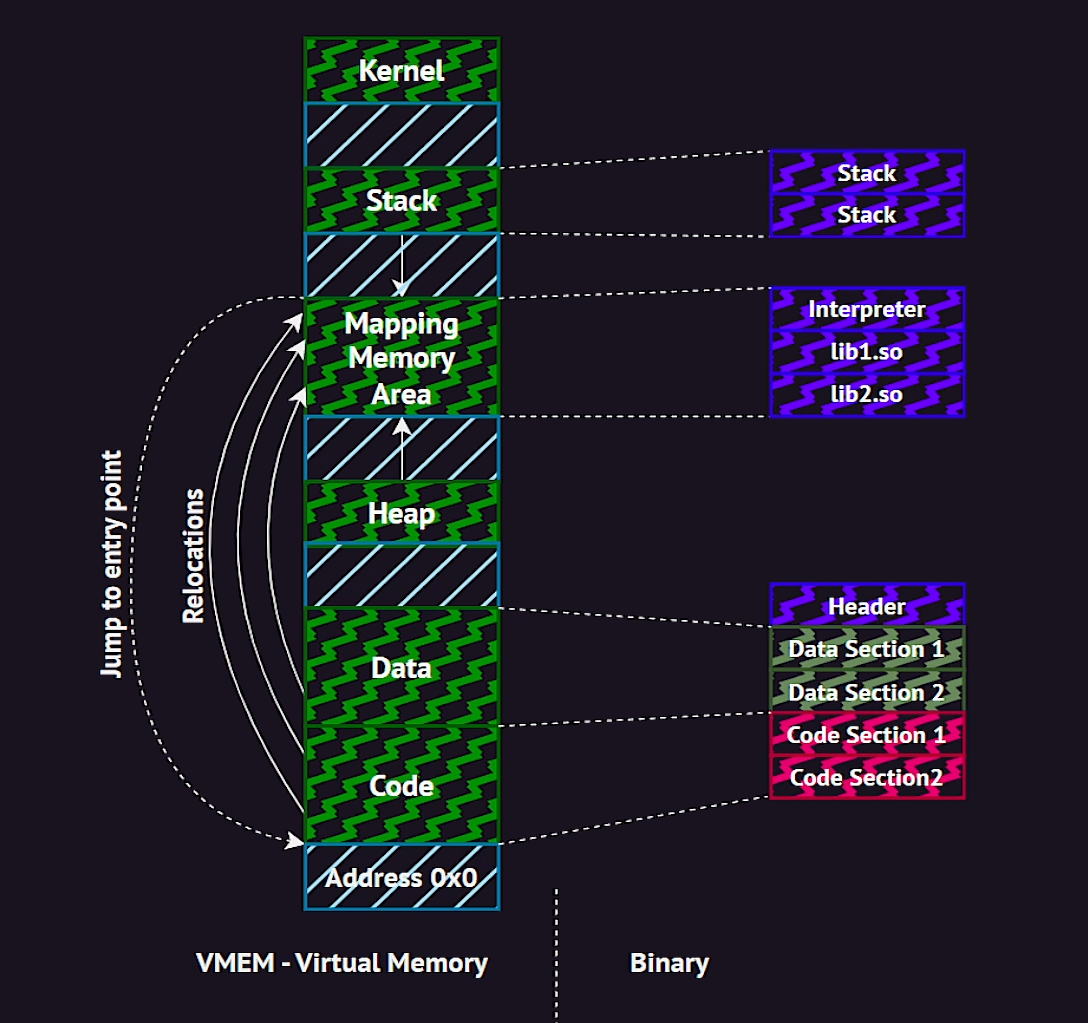 Kernel
Stack
Mapping
Memory
Area
Heap
Data
Code
Address 0x0
Jump to entry point
Relocations
Stack
Stack
Interpreter
lib1.so
lib2.so
Header
Data Section 1
Data Section 2
Code Section 1
Code Section2
VMEM - Virtual Memory
Binary